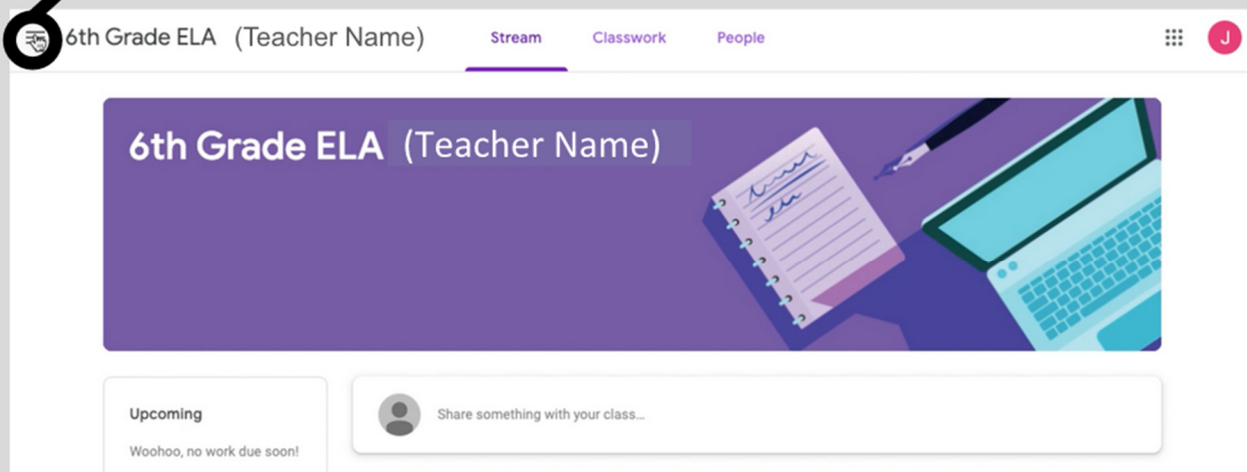 6th Grade ELA (Teacher Name) Stream Classwork People J
6th Grade ELA (Teacher Name)
Upcoming
Woohoo, no work due soon!
Share something with your class...